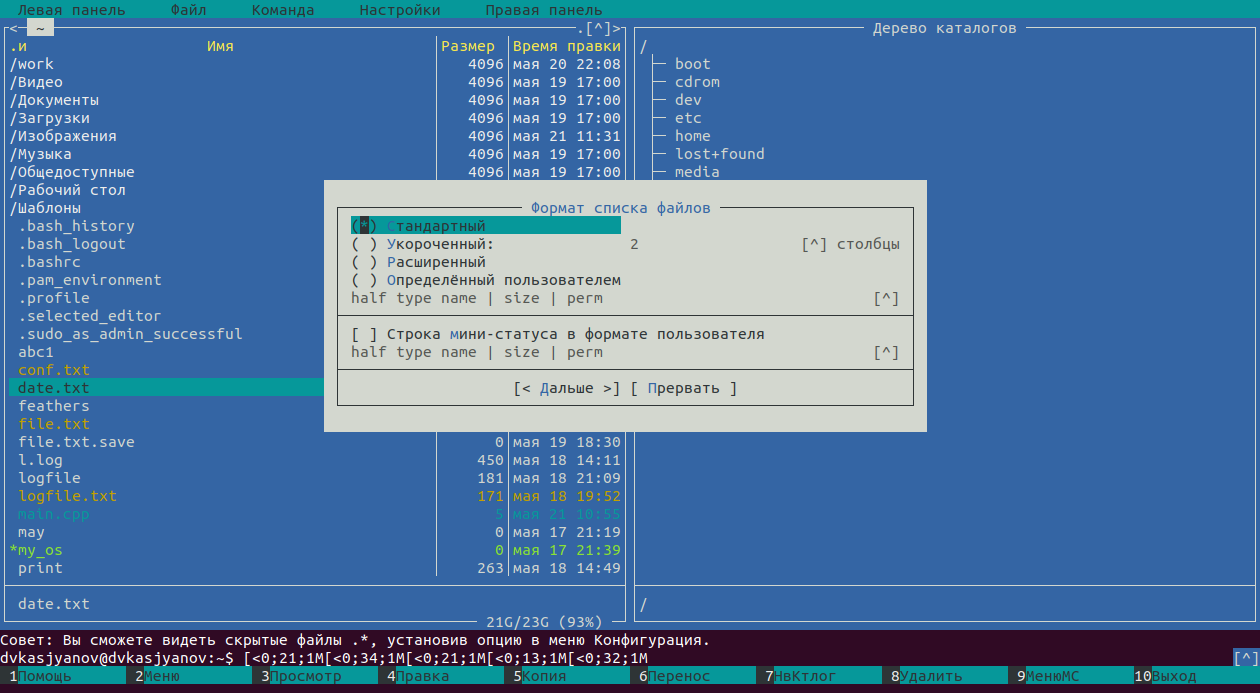 Левая панель Файл Команда Настройки Правая панель
<─ ~ .[^]> Дерево каталогов
.и Имя Размер Время правки /
/work 4096 мая 20 22:08 boot
/Видео 4096 мая 19 17:00 cdrom
/Документы 4096 мая 19 17:00 dev
/Загрузки 4096 мая 19 17:00 etc
/Изображения 4096 мая 21 11:31 home
/Музыка 4096 мая 19 17:00 lost+found
/Общедоступные 4096 мая 19 17:00 media
/Рабочий стол
/Шаблоны
.bash_history
.bash_logout
.bashrc
.pam_environment
.profile
.selected_editor
.sudo_as_admin_successful
abc1
conf.txt
date.txt
feathers
file.txt
file.txt.save 0 мая 19 18:30
l.log 450 мая 18 14:11
logfile 181 мая 18 21:09
logfile.txt 171 мая 18 19:52
main.cpp 5 мая 21 10:55
may 0 мая 17 21:19
*my_os 0 мая 17 21:39
print 263 мая 18 14:49
Формат списка файлов
(*) Стандартный
( ) Укороченный: 2 [^] столбцы
( ) Расширенный
( ) Определённый пользователем
half type name | size | perm [^]
[ ] Строка мини-статуса в формате пользователя
half type name | size | perm [^]
[< Дальше >] [ Прервать ]
date.txt /
21G/23G (93%)
Совет: Вы сможете видеть скрытые файлы .*, установив опцию в меню Конфигурация.
dvkasjyanov@dvkasjyanov:~$ [<0;21;1M[<0;34;1M[<0;21;1M[<0;13;1M[<0;32;1M [^]
1Помощь 2Меню 3Просмотр 4Правка 5Копия 6Перенос 7НвКтлог 8Удалить 9МенюМС 10Выход